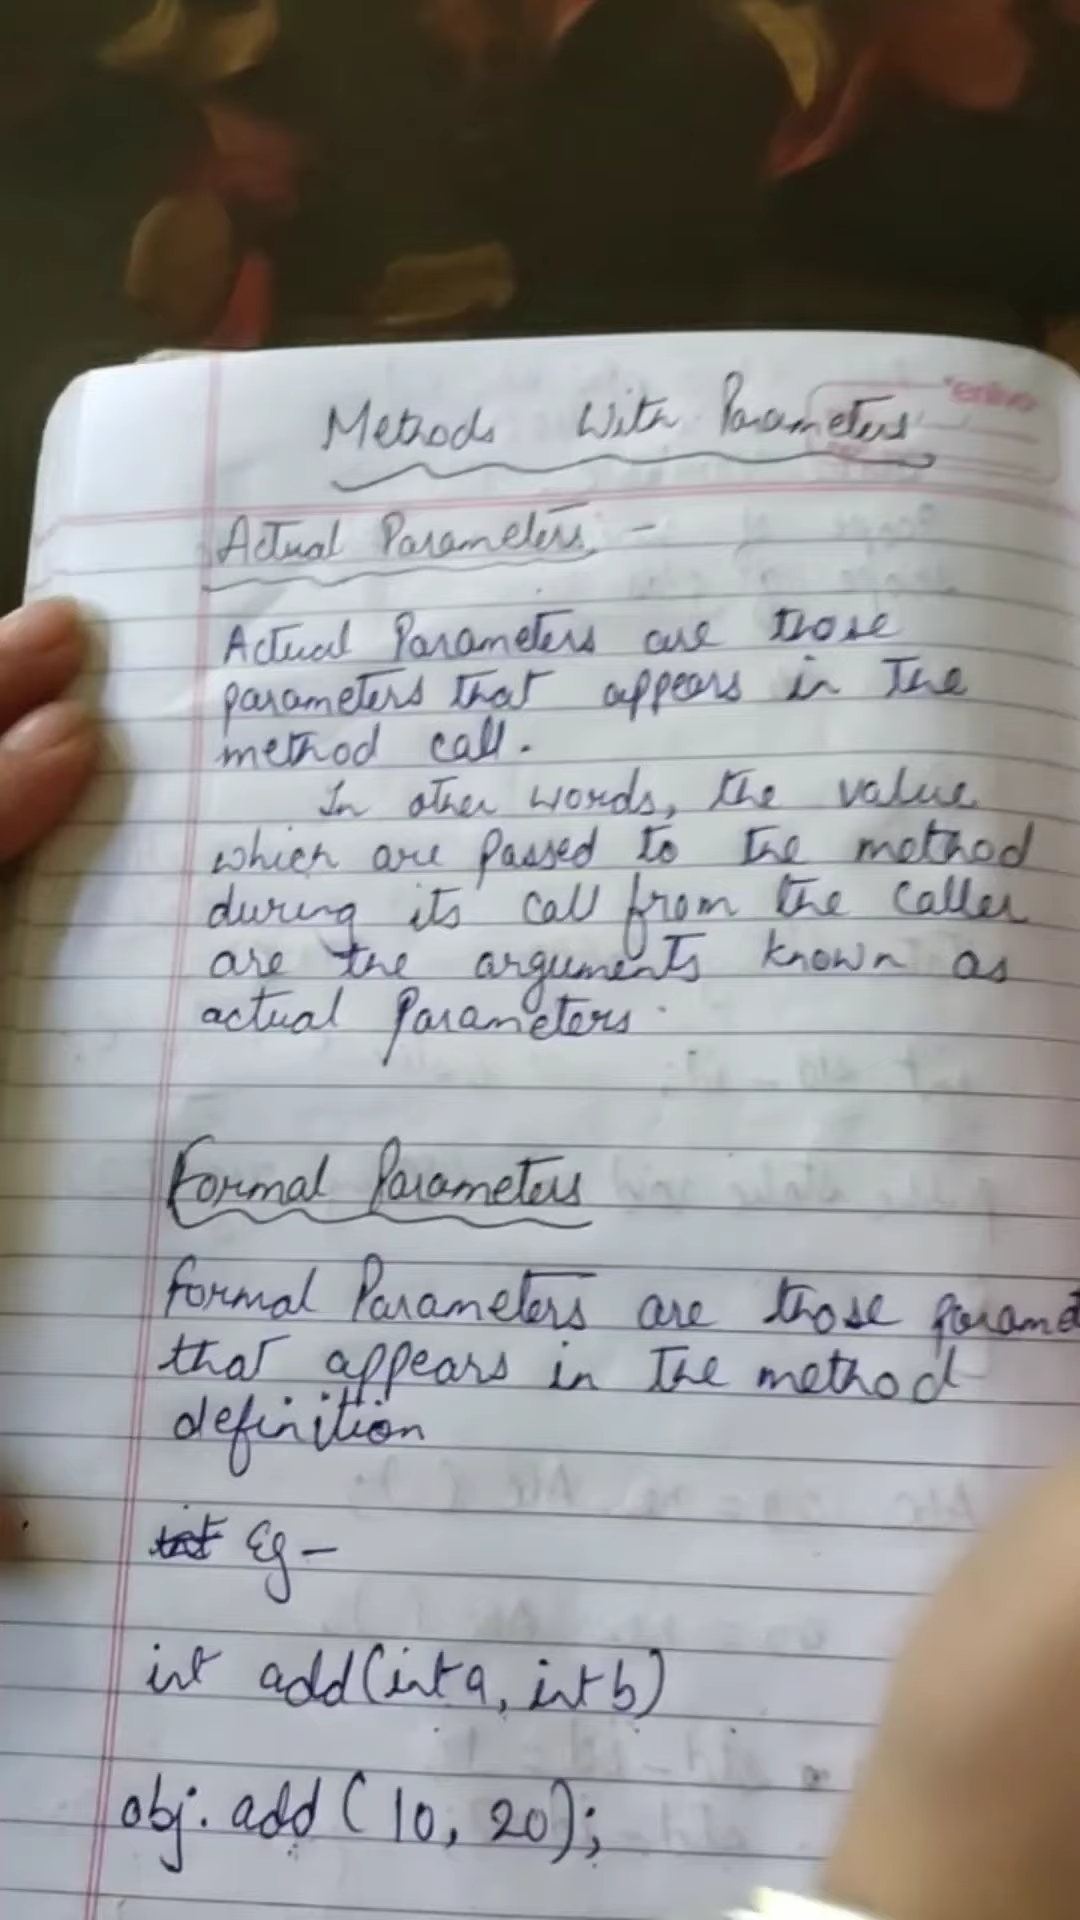 Methods With Parameters
Actual Parameters -
Actual Parameters are those
parameters that appears in the
method call.
In other words, the value
which are passed to the method
during its call from the caller
are the arguments known as
actual Parameters.
Formal Parameters
Formal Parameters are those
that appears in the method
definition
Eg -
int add(int a, int b)
obj. add ( 10, 20);